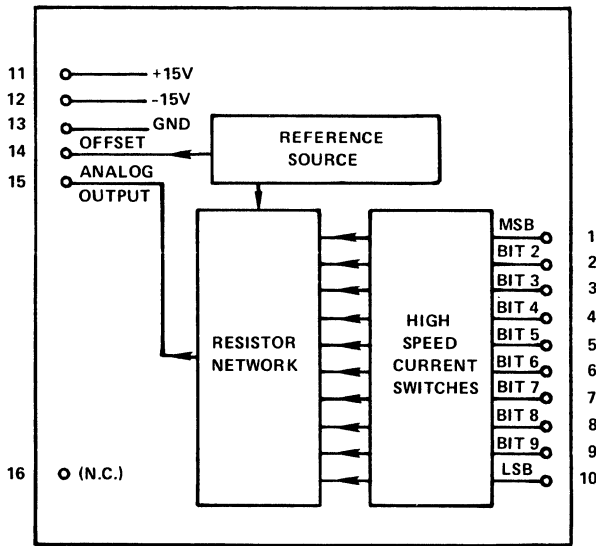 11 +15V
12 -15V
13 GND
14 OFFSET
15 ANALOG
OUTPUT
REFERENCE
SOURCE
RESISTOR
NETWORK
HIGH
SPEED
CURRENT
SWITCHES
MSB 1
BIT 2 2
BIT 3 3
BIT 4 4
BIT 5 5
BIT 6 6
BIT 7 7
BIT 8 8
BIT 9 9
LSB 10
16 (N.C.)